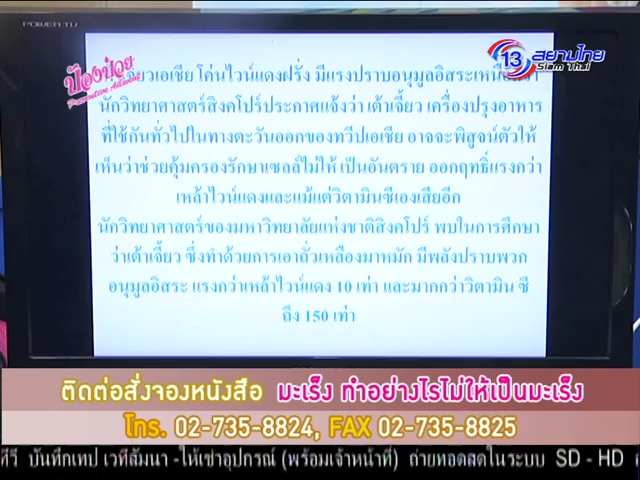 POWER TV
ป้องป่วย
Preventive Ailment
13 สยามไทย
Siam Thai
เอเชีย โค่นไวน์แดงฝรั่ง มีแรงปราบอนุมูลอิสระเหนือ
นักวิทยาศาสตร์สิงคโปร์ประกาศแจ้งว่า เต้าเจี้ยว เครื่องปรุงอาหาร
ที่ใช้กันทั่วไปในทางตะวันออกของทวีปเอเชีย อาจจะพิสูจน์ตัวให้
เห็นว่าช่วยคุ้มครองรักษาเซลล์ไม่ให้ เป็นอันตราย ออกฤทธิ์แรงกว่า
เหล้าไวน์แดงและแม้แต่วิตามินซีเองเสียอีก
นักวิทยาศาสตร์ของมหาวิทยาลัยแห่งชาติสิงคโปร์ พบในการศึกษา
ว่าเต้าเจี้ยว ซึ่งทำด้วยการเอาถั่วเหลืองมาหมัก มีพลังปราบพวก
อนุมูลอิสระ แรงกว่าเหล้าไวน์แดง 10 เท่า และมากกว่าวิตามิน ซี
ถึง 150 เท่า
ติดต่อสั่งจองหนังสือ มะเร็ง ทำอย่างไรไม่ให้เป็นมะเร็ง
โทร. 02-735-8824, FAX 02-735-8825
ทีวี บันทึกเทป เวทีสัมนา -ให้เช่าอุปกรณ์ (พร้อมเจ้าหน้าที่) ถ่ายทอดสดในระบบ SD - HD